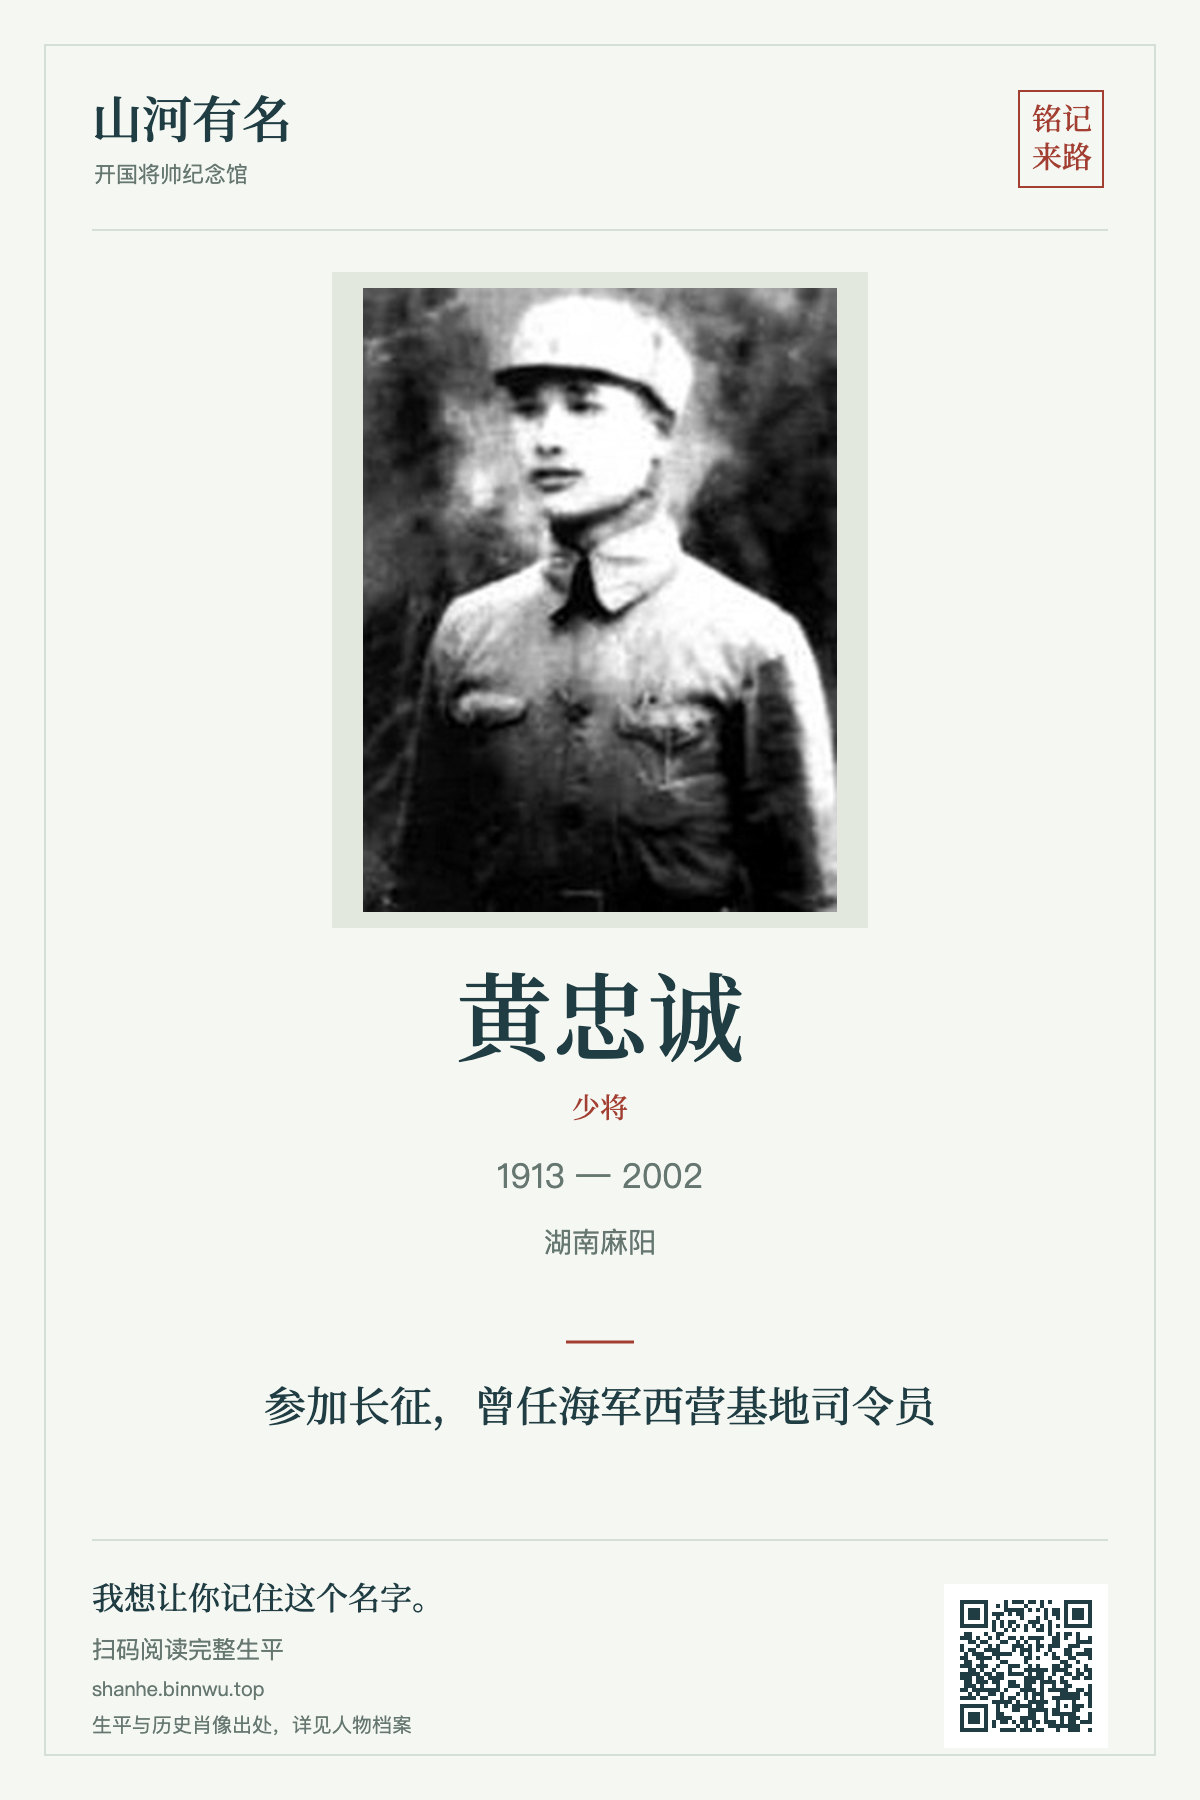 山河有名
开国将帅纪念馆
铭记
来路
黄忠诚
少将
1913 — 2002
湖南麻阳
参加长征，曾任海军西营基地司令员
我想让你记住这个名字。
扫码阅读完整生平
shanhe.binnwu.top
生平与历史肖像出处，详见人物档案